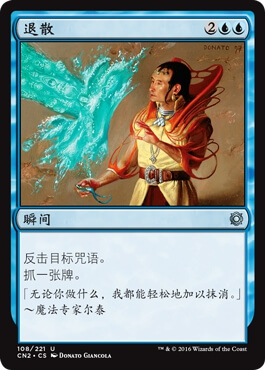 退散 2
DONATO 97
瞬间
反击目标咒语。
抓一张牌。
「无论你做什么，我都能轻松地加以抹消。」
～魔法专家尔泰
108/221 U
CN2 • CS DONATO GIANCOLA
™ & © 2016 Wizards of the Coast